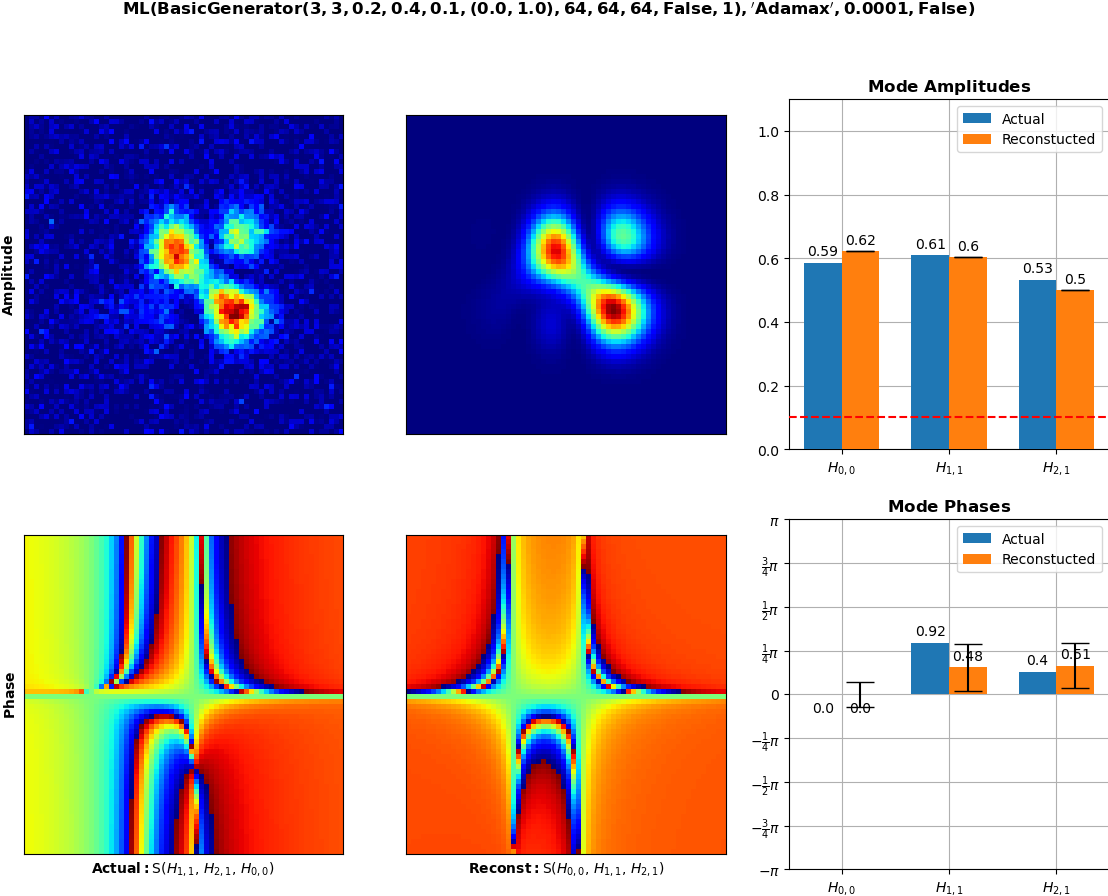 ML(BasicGenerator(3, 3, 0.2, 0.4, 0.1, (0.0, 1.0), 64, 64, 64, False, 1), ′Adamax′, 0.0001, False)
Amplitude
Mode Amplitudes
Actual
Reconstucted
1.0
0.8
0.6
0.4
0.2
0.0
0.59
0.62
0.61
0.6
0.53
0.5
H0,0
H1,1
H2,1
Phase
Actual: S(H1,1, H2,1, H0,0)
Reconst: S(H0,0, H1,1, H2,1)
Mode Phases
Actual
Reconstucted
π
3/4π
1/2π
1/4π
0
−1/4π
−1/2π
−3/4π
−π
0.0
0.0
0.92
0.48
0.4
0.51
H0,0
H1,1
H2,1